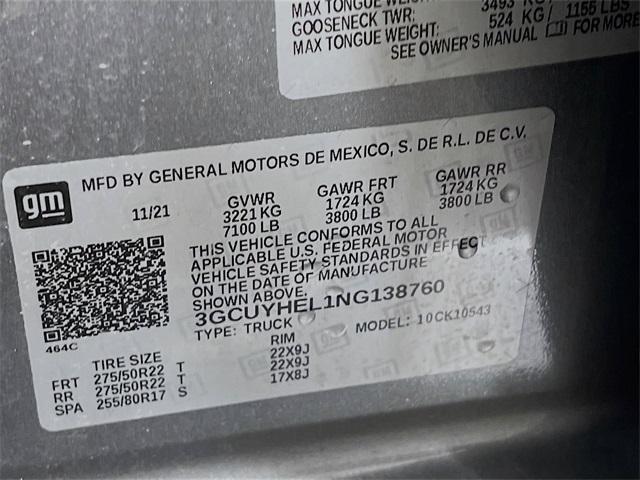 MAX TONGUE WEIGHT:
GOOSENECK TWR: 3493 KG /
MAX TONGUE WEIGHT: 524 KG / 1155 LBS
SEE OWNER'S MANUAL FOR MORE
gm
MFD BY GENERAL MOTORS DE MEXICO, S. DE R.L. DE C.V.
11/21 GVWR GAWR FRT GAWR RR
3221 KG 1724 KG 1724 KG
7100 LB 3800 LB 3800 LB
THIS VEHICLE CONFORMS TO ALL
APPLICABLE U.S. FEDERAL MOTOR
VEHICLE SAFETY STANDARDS IN EFFECT
ON THE DATE OF MANUFACTURE
SHOWN ABOVE.
3GCUYHEL1NG138760
TYPE: TRUCK MODEL: 10CK10543
464C
TIRE SIZE RIM
FRT 275/50R22 T 22X9J
RR 275/50R22 T 22X9J
SPA 255/80R17 S 17X8J